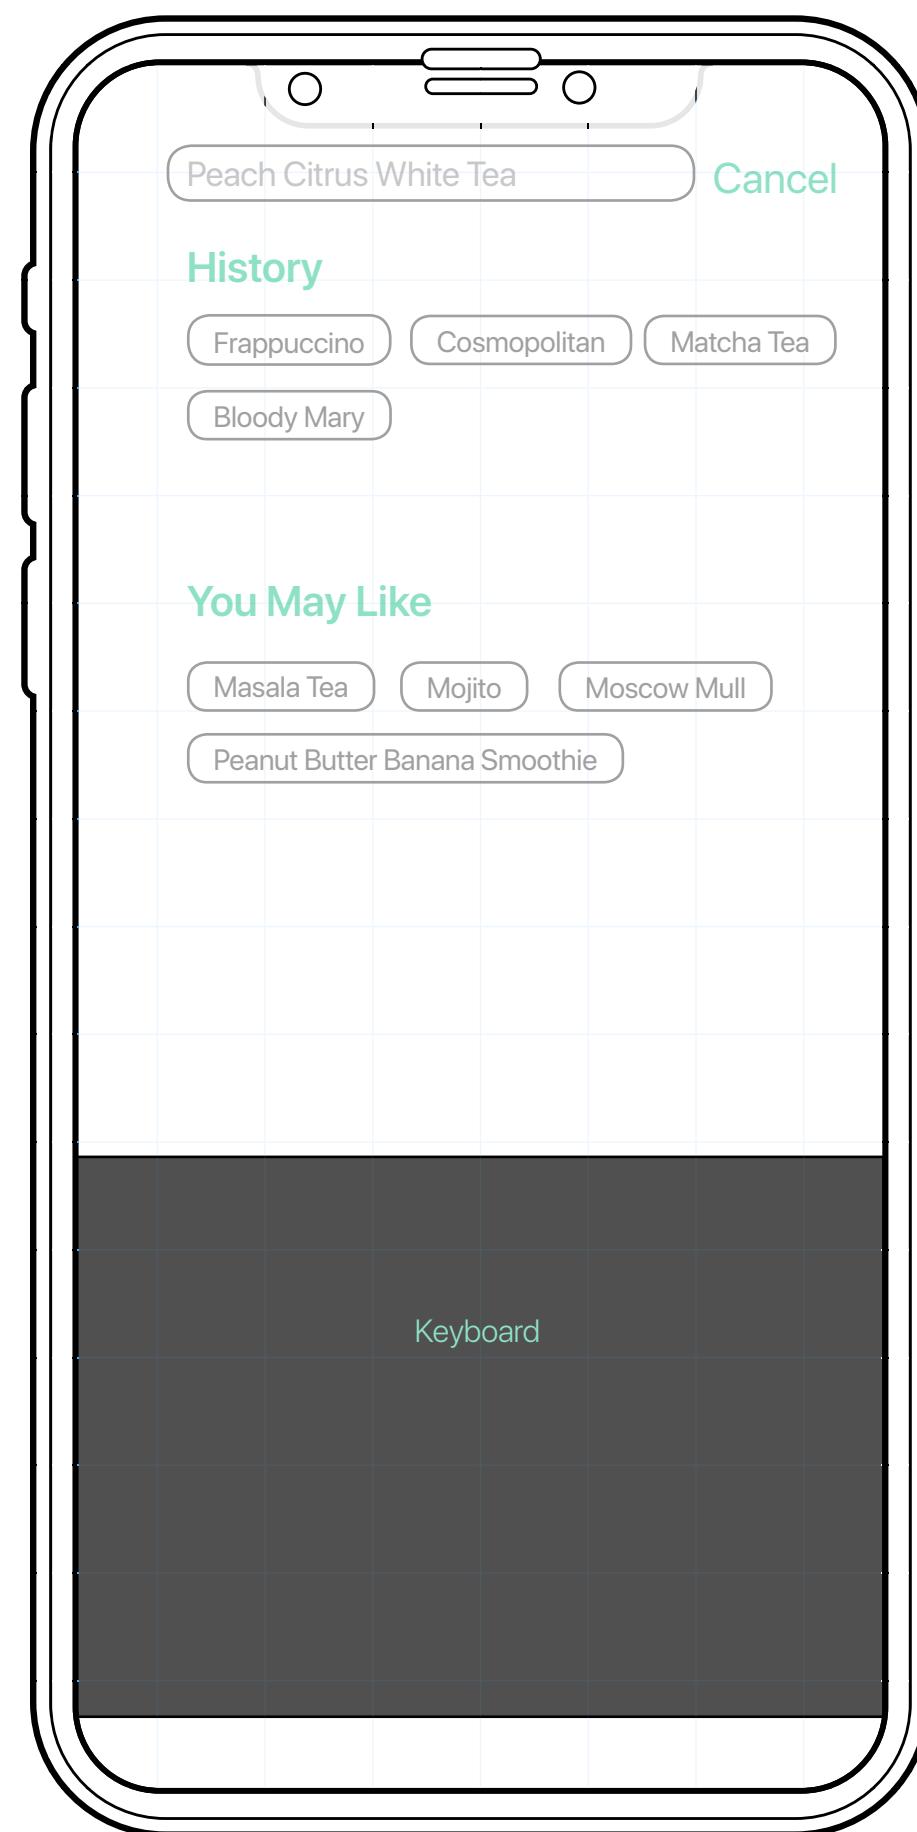 Peach Citrus White Tea Cancel
History
Frappuccino Cosmopolitan Matcha Tea
Bloody Mary
You May Like
Masala Tea Mojito Moscow Mull
Peanut Butter Banana Smoothie
Keyboard